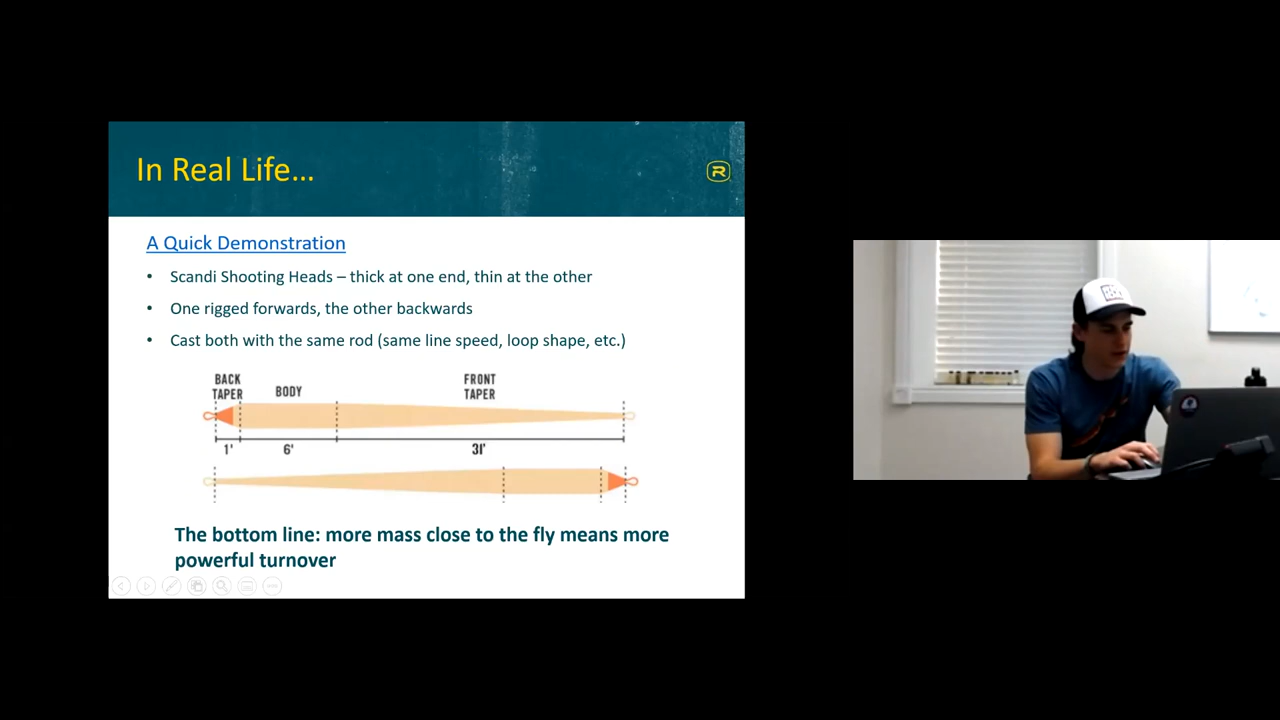 In Real Life...
A Quick Demonstration
• Scandi Shooting Heads – thick at one end, thin at the other
• One rigged forwards, the other backwards
• Cast both with the same rod (same line speed, loop shape, etc.)
BACK
TAPER
BODY
FRONT
TAPER
1'
6'
31'
The bottom line: more mass close to the fly means more
powerful turnover